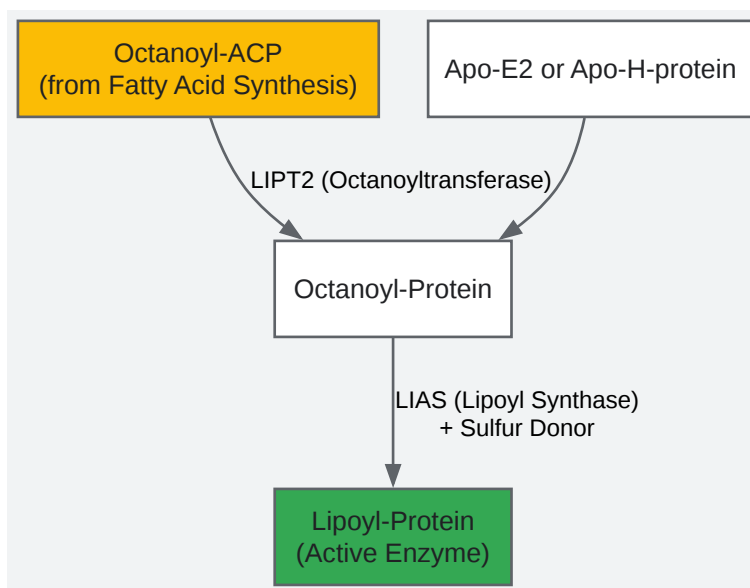 Octanoyl-ACP
(from Fatty Acid Synthesis)
Apo-E2 or Apo-H-protein
LIPT2 (Octanoyltransferase)
Octanoyl-Protein
LIAS (Lipoyl Synthase)
+ Sulfur Donor
Lipoyl-Protein
(Active Enzyme)